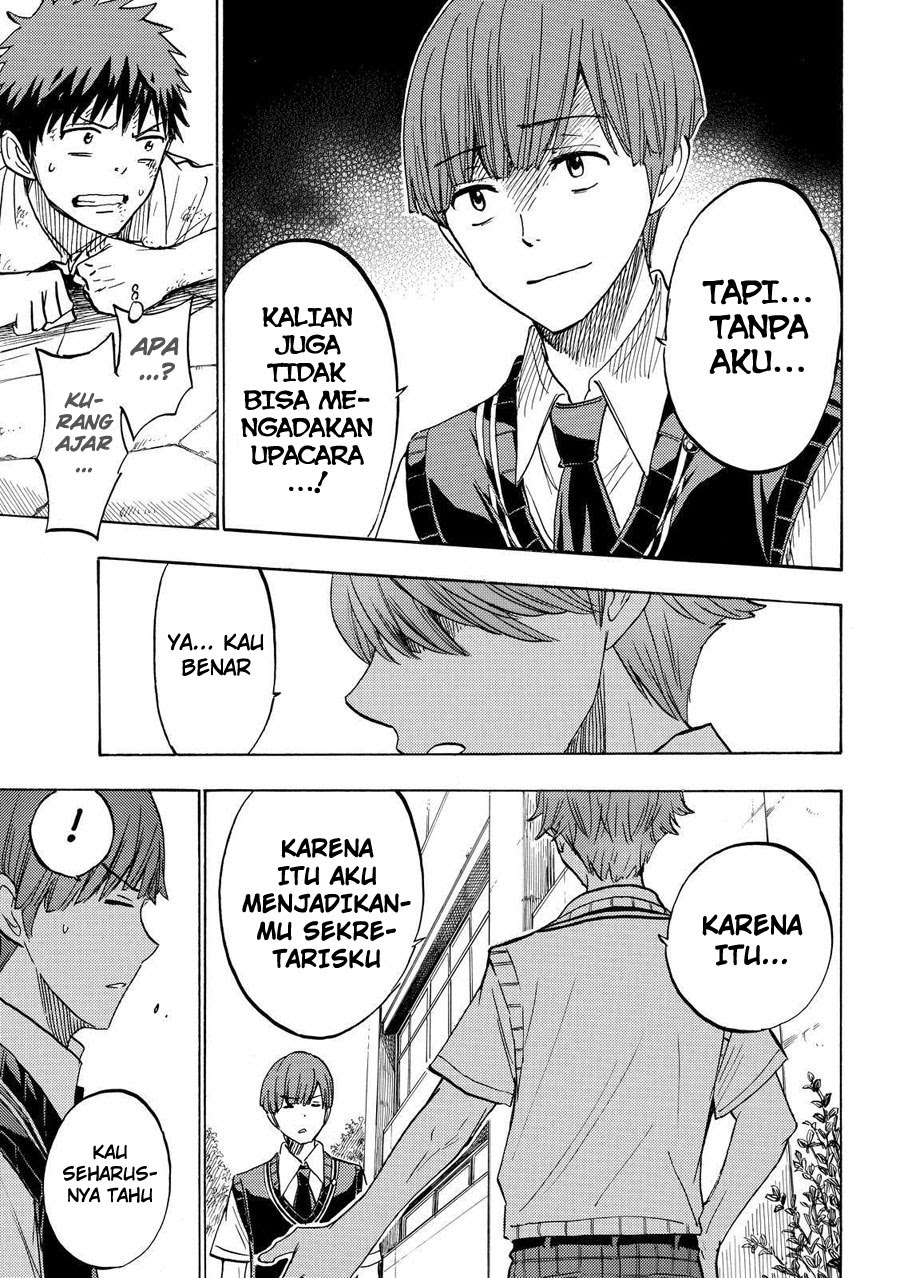 TAPI...
TANPA
AKU...
KALIAN
JUGA
TIDAK
BISA ME-
NGADAKAN
UPACARA
...!
APA
...?
KU-
RANG
AJAR
...
YA... KAU
BENAR
KARENA
ITU...
KARENA
ITU AKU
MENJADIKAN-
MU SEKRE-
TARISKU
!
KAU
SEHARUS-
NYA TAHU